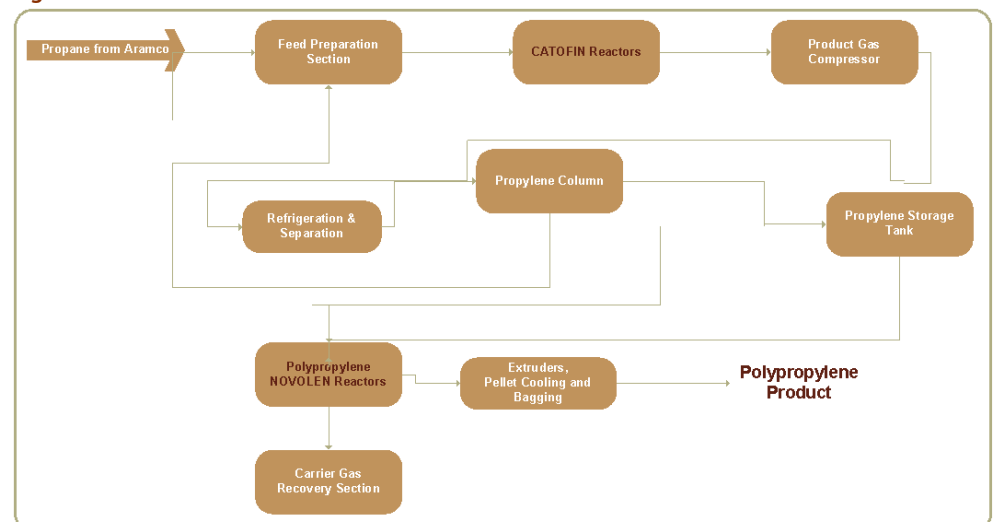 Propane from Aramco
Feed Preparation
Section
CATOFIN Reactors
Product Gas
Compressor
Propylene Column
Refrigeration &
Separation
Propylene Storage
Tank
Polypropylene
NOVOLEN Reactors
Extruders,
Pellet Cooling and
Bagging
Polypropylene
Product
Carrier Gas
Recovery Section